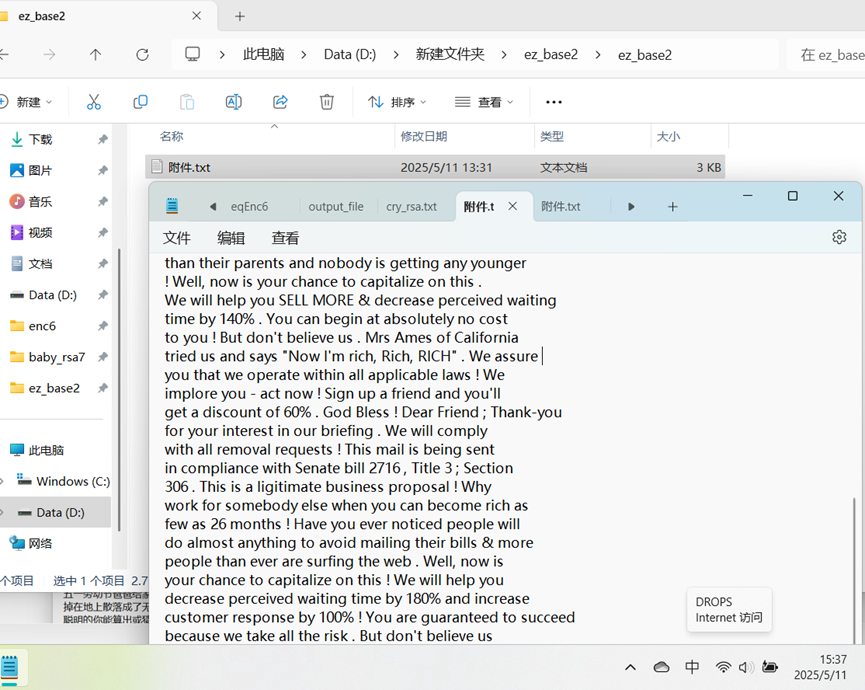 ez_base2
此电脑 > Data (D:) > 新建文件夹 > ez_base2 > ez_base2
在 ez_base
新建
排序
查看
名称
修改日期
类型
大小
附件.txt
2025/5/11 13:31
文本文档
3 KB
下载
图片
音乐
视频
文档
Data (D:)
enc6
baby_rsa7
ez_base2
此电脑
Windows (C:)
Data (D:)
网络
个项目
选中 1 个项目 2.7
eqEnc6
output_file
cry_rsa.txt
附件.t
附件.txt
文件
编辑
查看
than their parents and nobody is getting any younger
! Well, now is your chance to capitalize on this .
We will help you SELL MORE & decrease perceived waiting
time by 140% . You can begin at absolutely no cost
to you ! But don't believe us . Mrs Ames of California
tried us and says "Now I'm rich, Rich, RICH" . We assure
you that we operate within all applicable laws ! We
implore you - act now ! Sign up a friend and you'll
get a discount of 60% . God Bless ! Dear Friend ; Thank-you
for your interest in our briefing . We will comply
with all removal requests ! This mail is being sent
in compliance with Senate bill 2716 , Title 3 ; Section
306 . This is a ligitimate business proposal ! Why
work for somebody else when you can become rich as
few as 26 months ! Have you ever noticed people will
do almost anything to avoid mailing their bills & more
people than ever are surfing the web . Well, now is
your chance to capitalize on this ! We will help you
decrease perceived waiting time by 180% and increase
customer response by 100% ! You are guaranteed to succeed
because we take all the risk . But don't believe us
掉在地上散落成了无
DROPS
Internet 访问
中
15:37
2025/5/11